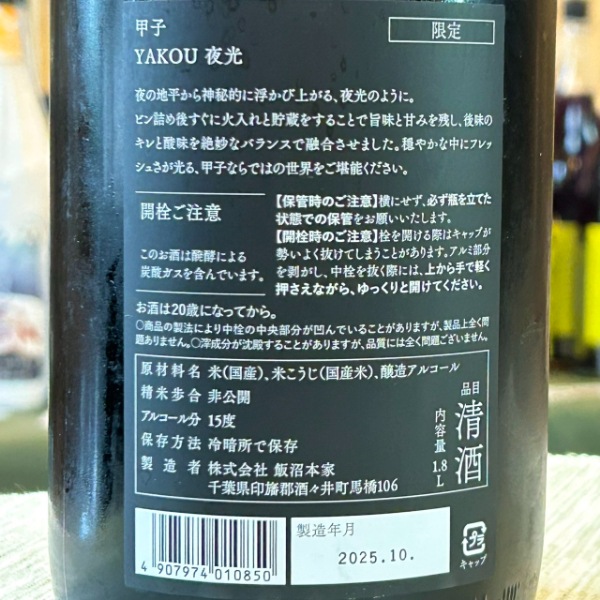 甲子
限定
YAKOU 夜光
夜の地平から神秘的に浮かび上がる、夜光のように。
ビン詰め後すぐに火入れと貯蔵をすることで旨味と甘みを残し、後味の
キレと酸味を絶妙なバランスで融合させました。穏やかな中にフレッ
シュさが光る、甲子ならではの世界をご堪能ください。
開栓ご注意
このお酒は醗酵による
炭酸ガスを含んでいます。
【保管時のご注意】横にせず、必ず瓶を立てた
状態での保管をお願いいたします。
【開栓時のご注意】栓を開ける際はキャップが
勢いよく抜けてしまうことがあります。アルミ部分
を剥がし、中栓を抜く際には、上から手で軽く
押さえながら、ゆっくりと開けてください。
お酒は20歳になってから。
○商品の製法により中栓の中央部分が凹んでいることがありますが、製品上全く問
題ありません。○滓成分が沈殿することがありますが、品質には全く問題ございません。
原材料名 米(国産)、米こうじ(国産米)、醸造アルコール
精米歩合 非公開
アルコール分 15度
保存方法 冷暗所で保存
製造者 株式会社 飯沼本家
千葉県印旛郡酒々井町馬橋106
品目
清酒
内容量
1.8L
4 907974 010850
製造年月
2025.10.
プラ
キャップ